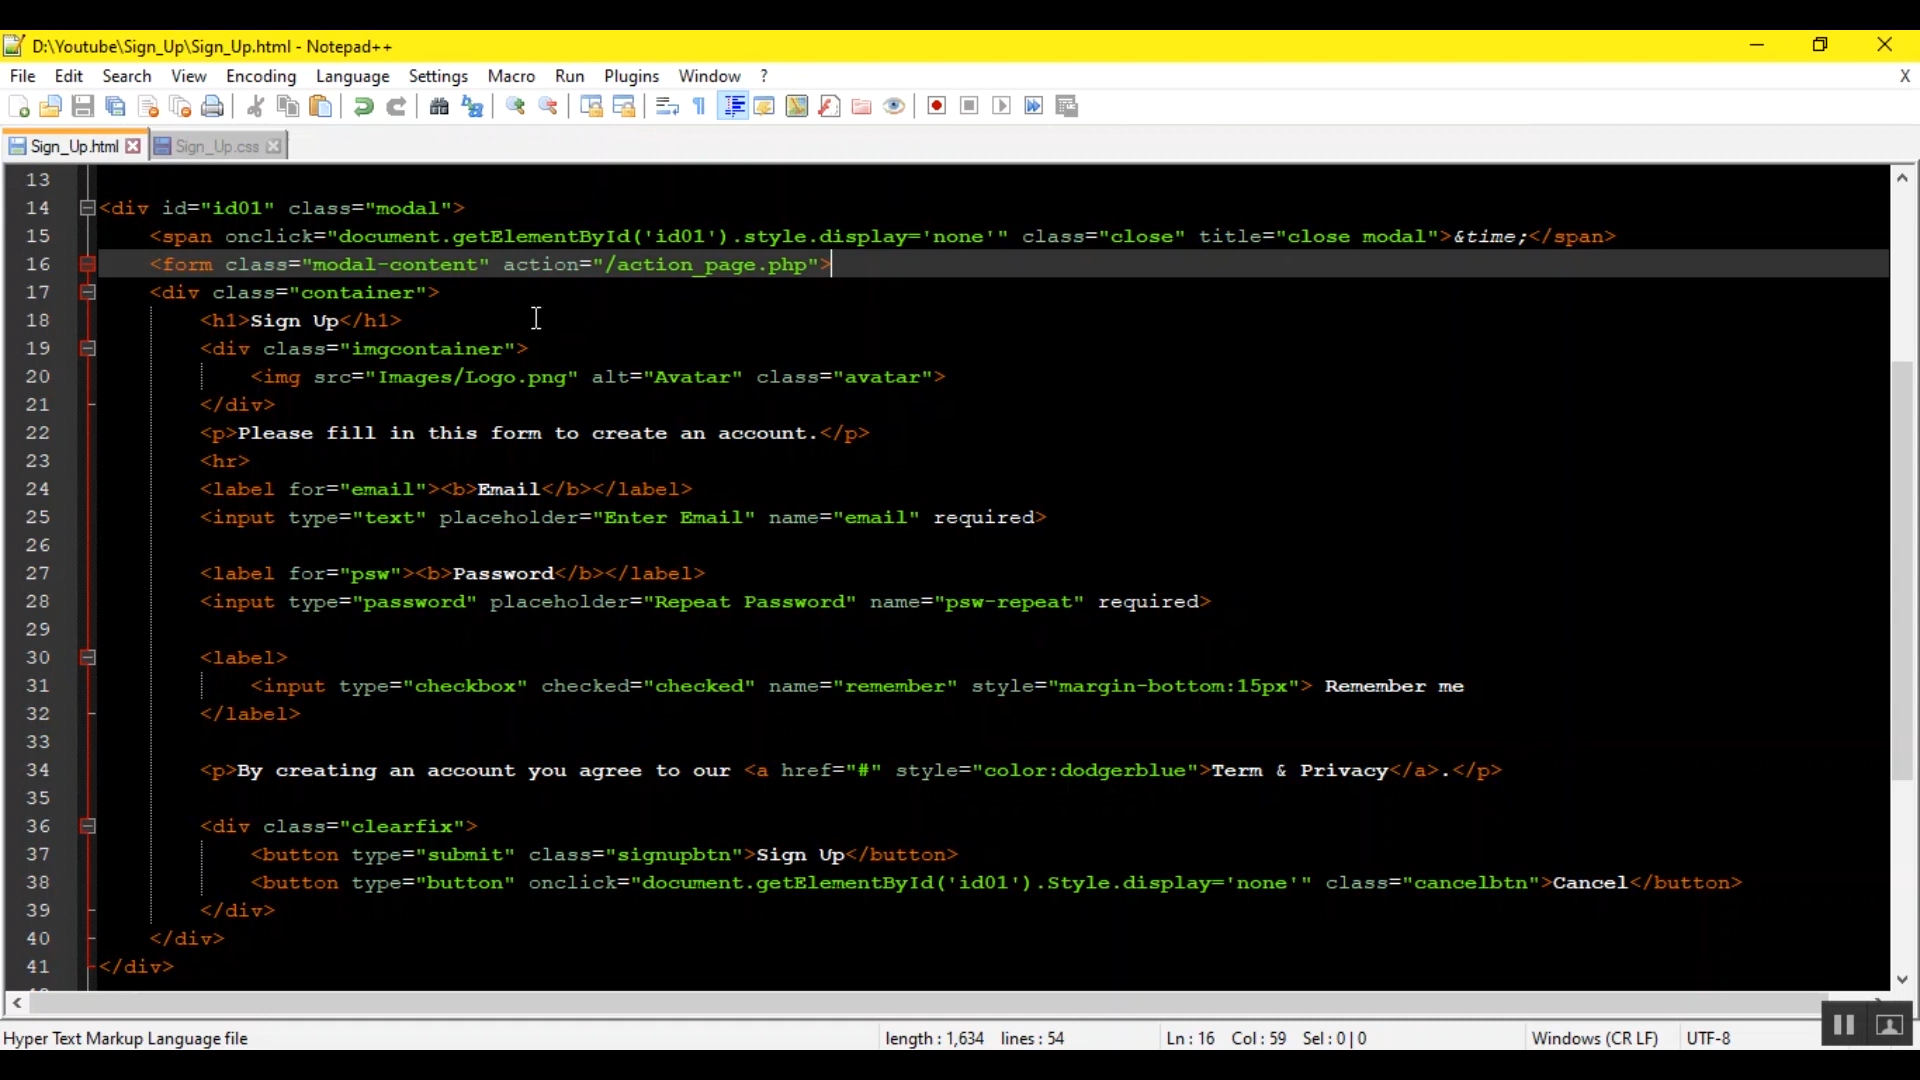 D:\Youtube\Sign_Up\Sign_Up.html - Notepad++
File Edit Search View Encoding Language Settings Macro Run Plugins Window ? X
Sign_Up.html Sign_Up.css
13
14 <div id="id01" class="modal">
15 <span onclick="document.getElementById('id01').style.display='none'" class="close" title="close modal">&time;</span>
16 <form class="modal-content" action="/action_page.php">
17 <div class="container">
18 <h1>Sign Up</h1>
19 <div class="imgcontainer">
20 <img src="Images/Logo.png" alt="Avatar" class="avatar">
21 </div>
22 <p>Please fill in this form to create an account.</p>
23 <hr>
24 <label for="email"><b>Email</b></label>
25 <input type="text" placeholder="Enter Email" name="email" required>
26
27 <label for="psw"><b>Password</b></label>
28 <input type="password" placeholder="Repeat Password" name="psw-repeat" required>
29
30 <label>
31 <input type="checkbox" checked="checked" name="remember" style="margin-bottom:15px"> Remember me
32 </label>
33
34 <p>By creating an account you agree to our <a href="#" style="color:dodgerblue">Term & Privacy</a>.</p>
35
36 <div class="clearfix">
37 <button type="submit" class="signupbtn">Sign Up</button>
38 <button type="button" onclick="document.getElementById('id01').Style.display='none'" class="cancelbtn">Cancel</button>
39 </div>
40 </div>
41 </div>
Hyper Text Markup Language file length : 1,634 lines : 54 Ln : 16 Col : 59 Sel : 0 | 0 Windows (CR LF) UTF-8